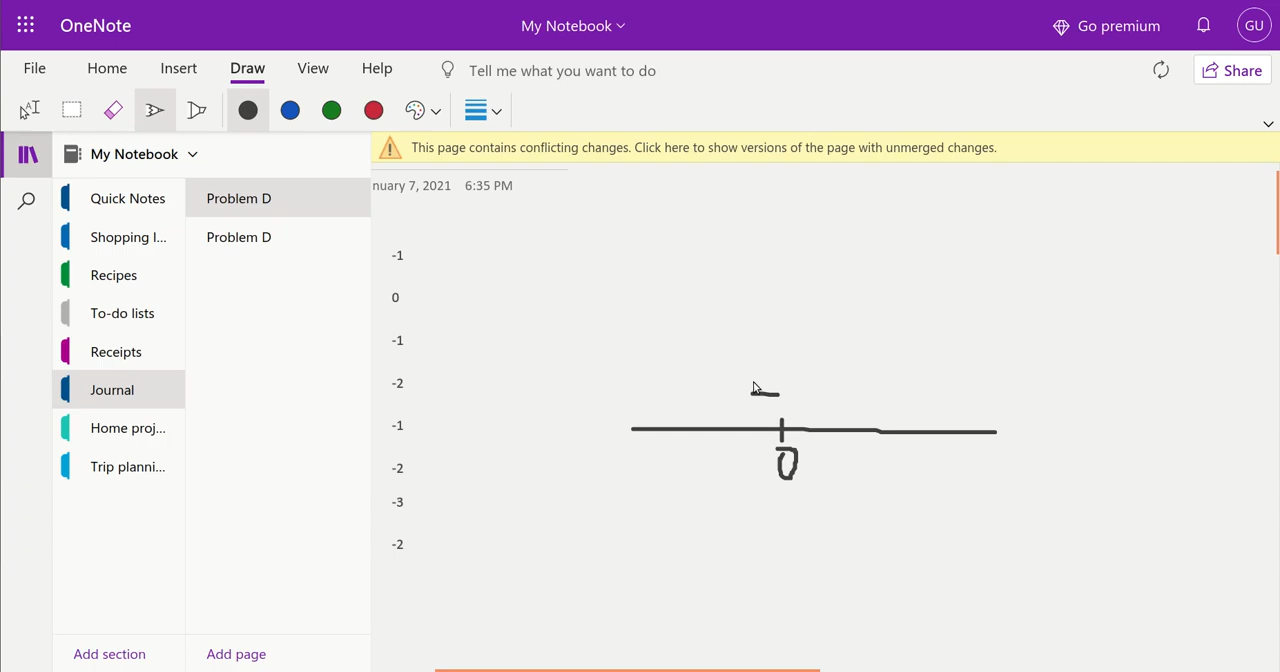 OneNote
My Notebook
Go premium
GU
File
Home
Insert
Draw
View
Help
Tell me what you want to do
Share
My Notebook
This page contains conflicting changes. Click here to show versions of the page with unmerged changes.
Quick Notes
Shopping l...
Recipes
To-do lists
Receipts
Journal
Home proj...
Trip planni...
Add section
Problem D
Problem D
Add page
nuary 7, 2021 6:35 PM
-1
0
-1
-2
-1
-2
-3
-2
0